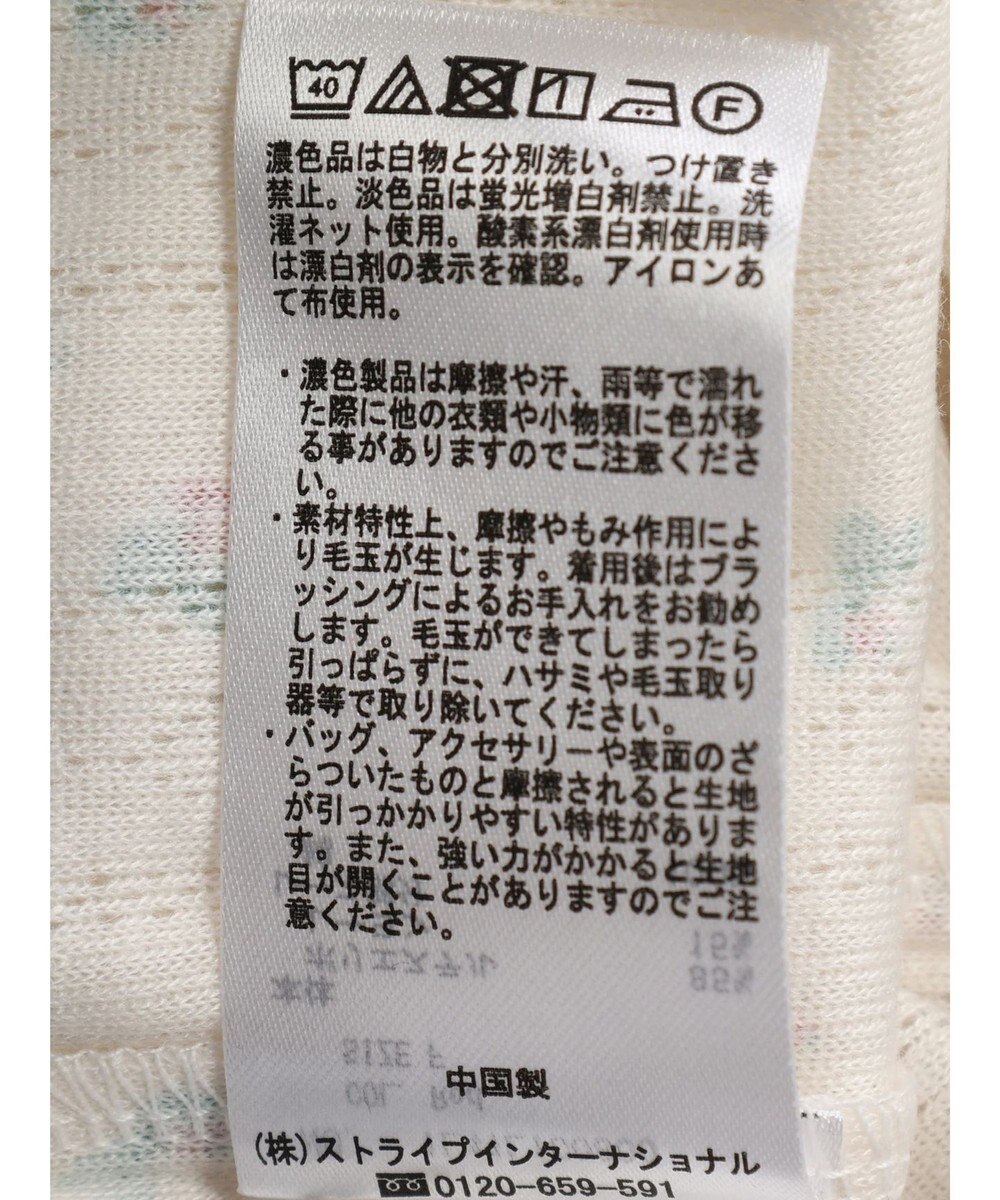 40 F
濃色品は白物と分別洗い。つけ置き
禁止。淡色品は蛍光増白剤禁止。洗
濯ネット使用。酸素系漂白剤使用時
は漂白剤の表示を確認。アイロンあ
て布使用。
・濃色製品は摩擦や汗、雨等で濡れ
た際に他の衣類や小物類に色が移
る事がありますのでご注意くださ
い。
・素材特性上、摩擦やもみ作用によ
り毛玉が生じます。着用後はブラ
ッシングによるお手入れをお勧め
します。毛玉ができてしまったら
引っぱらずに、ハサミや毛玉取り
器等で取り除いてください。
・バッグ、アクセサリーや表面のざ
らついたものと摩擦されると生地
が引っかかりやすい特性がありま
す。また、強い力がかかると生地
目が開くことがありますのでご注
意ください。
15%
ポリエステル 85%
本体
SIZE F
COL. Red
中国製
(株)ストライプインターナショナル
0120-659-591